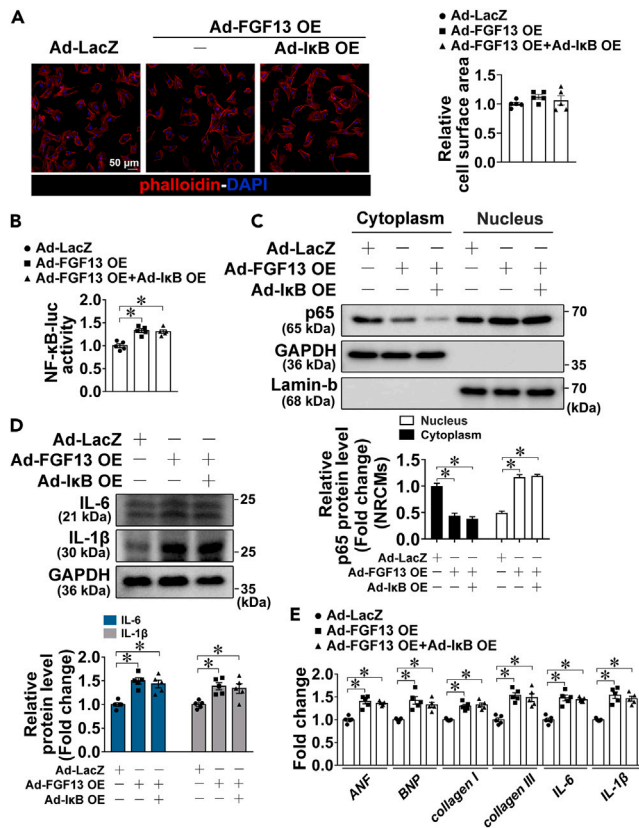 A
Ad-FGF13 OE
Ad-LacZ
—
Ad-IκB OE
50 μm
phalloidin-DAPI
Ad-LacZ
Ad-FGF13 OE
Ad-FGF13 OE+Ad-IκB OE
Relative
cell surface area
1.5
1.0
0.5
0.0
B
Ad-LacZ
Ad-FGF13 OE
Ad-FGF13 OE+Ad-IκB OE
NF-κB-luc
activity
2.0
1.5
1.0
0.5
0.0
*
*
C
Cytoplasm Nucleus
Ad-LacZ + — — + — —
Ad-FGF13 OE — + + — + +
Ad-IκB OE — — + — — +
p65
(65 kDa)
70
GAPDH
(36 kDa)
35
Lamin-b
(68 kDa)
70
(kDa)
Nucleus
Cytoplasm
Relative
p65 protein level
(Fold change)
(NRCMs)
1.5
1.0
0.5
0.0
*
*
*
*
Ad-LacZ + — — + — —
Ad-FGF13 OE — + + — + +
Ad-IκB OE — — + — — +
D
Ad-LacZ + — —
Ad-FGF13 OE — + +
Ad-IκB OE — — +
IL-6
(21 kDa)
25
IL-1β
(30 kDa)
25
GAPDH
(36 kDa)
35
(kDa)
IL-6
IL-1β
Relative
protein level
(Fold change)
2.0
1.5
1.0
0.5
0.0
*
*
*
*
Ad-LacZ + — — + — —
Ad-FGF13 OE — + + — + +
Ad-IκB OE — — + — — +
E
Ad-LacZ
Ad-FGF13 OE
Ad-FGF13 OE+Ad-IκB OE
Fold change
2.0
1.5
1.0
0.5
0.0
*
*
*
*
*
*
*
*
*
*
*
*
ANF
BNP
collagen I
collagen III
IL-6
IL-1β